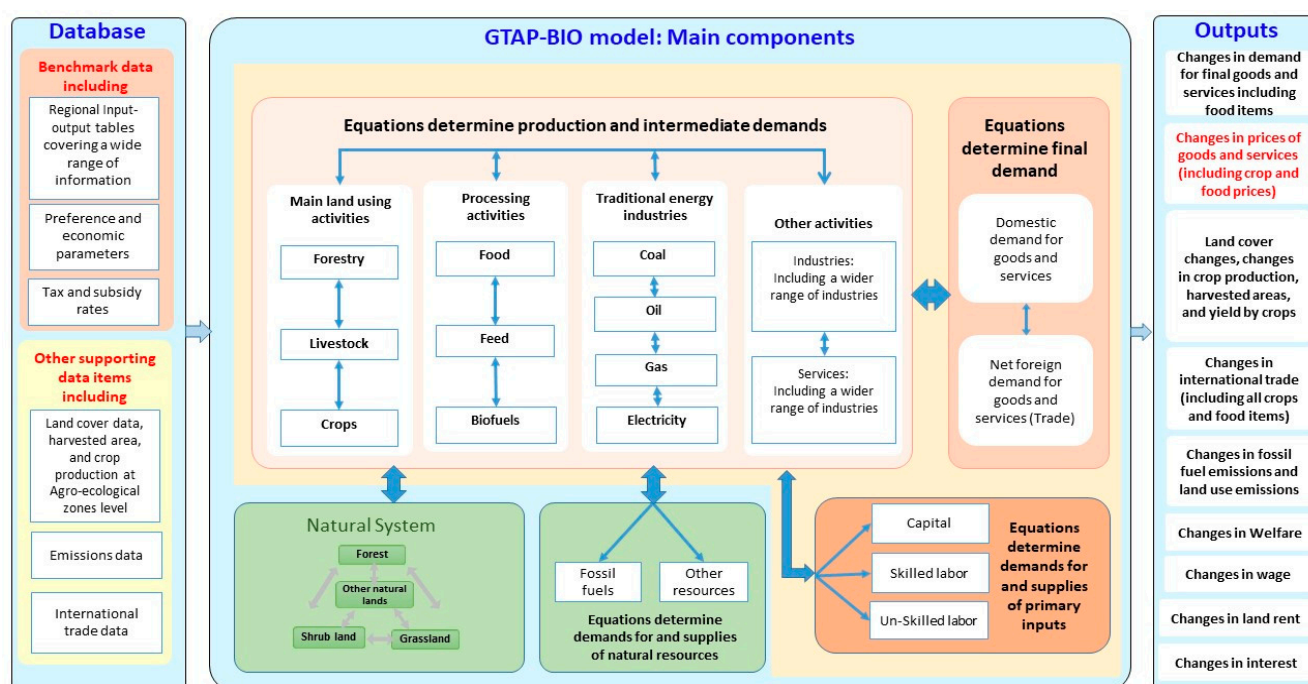 Database
Benchmark data
including
Regional Input-
output tables
covering a wide
range of
information
Preference and
economic
parameters
Tax and subsidy
rates
Other supporting
data items
including
Land cover data,
harvested area,
and crop
production at
Agro-ecological
zones level
Emissions data
International
trade data
GTAP-BIO model: Main components
Equations determine production and intermediate demands
Main land using
activities
Forestry
Livestock
Crops
Processing
activities
Food
Feed
Biofuels
Traditional energy
industries
Coal
Oil
Gas
Electricity
Other activities
Industries:
Including a wider
range of industries
Services:
Including a wider
range of industries
Equations
determine final
demand
Domestic
demand for
goods and
services
Net foreign
demand for
goods and
services (Trade)
Natural System
Forest
Other natural
lands
Shrub land
Grassland
Fossil
fuels
Other
resources
Equations determine
demands for and supplies
of natural resources
Capital
Skilled labor
Un-Skilled labor
Equations
determine
demands for
and supplies
of primary
inputs
Outputs
Changes in demand
for final goods and
services including
food items
Changes in prices of
goods and services
(including crop and
food prices)
Land cover
changes, changes
in crop production,
harvested areas,
and yield by crops
Changes in
international trade
(including all crops
and food items)
Changes in fossil
fuel emissions and
land use emissions
Changes in Welfare
Changes in wage
Changes in land rent
Changes in interest